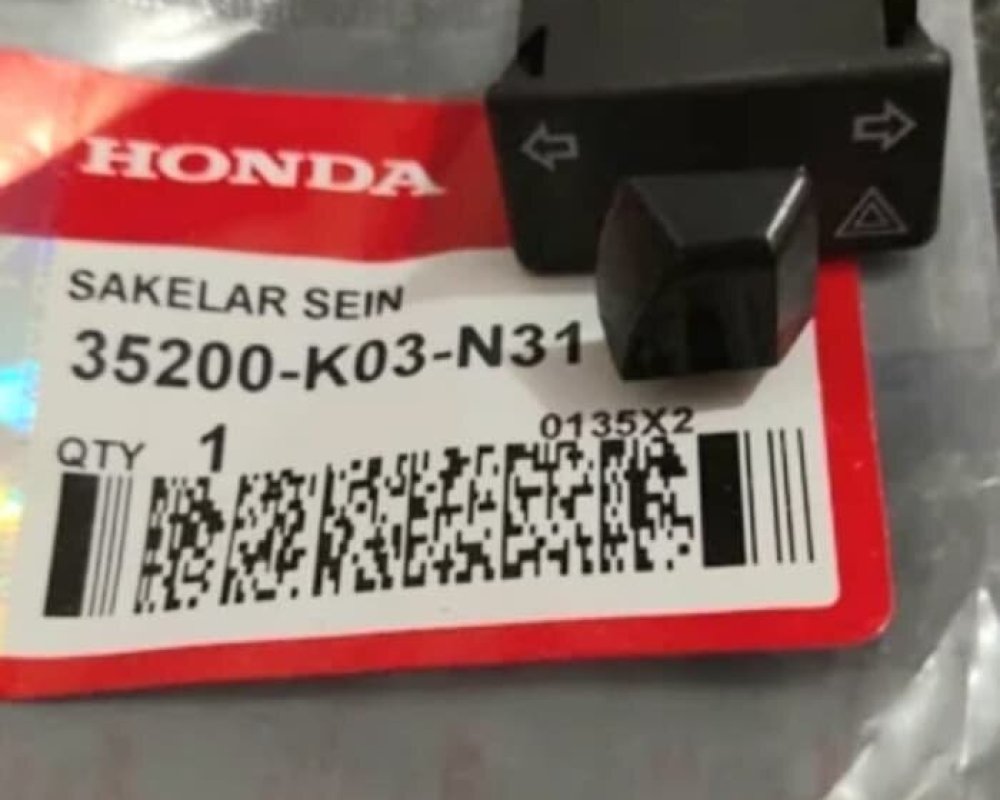 HONDA
SAKELAR SEIN
35200-K03-N31
QTY 1
0135X2